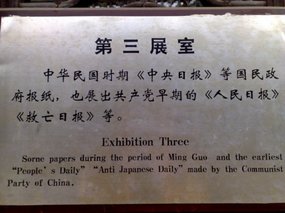 第三展室
中华民国时期《中央日报》等国民政
府报纸，也展出共产党早期的《人民日报》
《救亡日报》等。
Exhibition Three
Some papers during the period of Ming Guo and the earliest
"People's Daily" "Anti Japanese Daily" made by the Communist
Party of China.